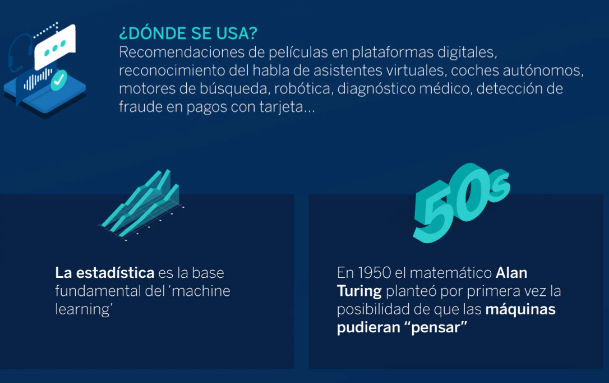 ¿DÓNDE SE USA?
Recomendaciones de películas en plataformas digitales,
reconocimiento del habla de asistentes virtuales, coches autónomos,
motores de búsqueda, robótica, diagnóstico médico, detección de
fraude en pagos con tarjeta...
50s
La estadística es la base
fundamental del 'machine
learning'
En 1950 el matemático Alan
Turing planteó por primera vez la
posibilidad de que las máquinas
pudieran “pensar”